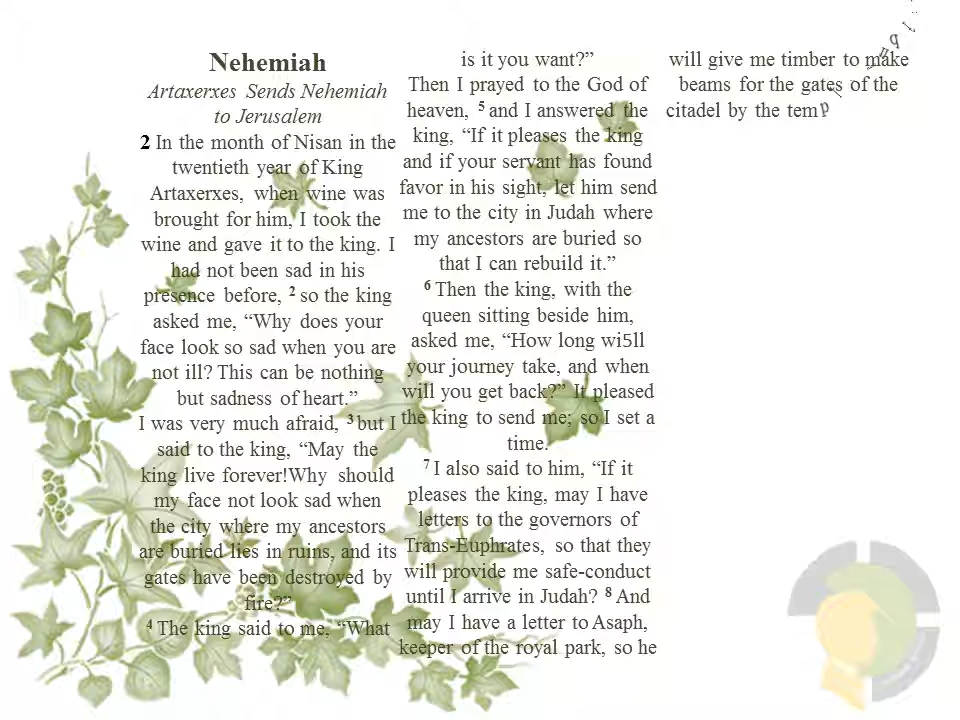 Nehemiah
Artaxerxes Sends Nehemiah
to Jerusalem
2 In the month of Nisan in the
twentieth year of King
Artaxerxes, when wine was
brought for him, I took the
wine and gave it to the king. I
had not been sad in his
presence before, 2 so the king
asked me, “Why does your
face look so sad when you are
not ill? This can be nothing
but sadness of heart.”
I was very much afraid, 3 but I
said to the king, “May the
king live forever!Why should
my face not look sad when
the city where my ancestors
are buried lies in ruins, and its
gates have been destroyed by
fire?”
4 The king said to me, “What
is it you want?”
Then I prayed to the God of
heaven, 5 and I answered the
king, “If it pleases the king
and if your servant has found
favor in his sight, let him send
me to the city in Judah where
my ancestors are buried so
that I can rebuild it.”
6 Then the king, with the
queen sitting beside him,
asked me, “How long wi5ll
your journey take, and when
will you get back?” It pleased
the king to send me; so I set a
time.
7 I also said to him, “If it
pleases the king, may I have
letters to the governors of
Trans-Euphrates, so that they
will provide me safe-conduct
until I arrive in Judah? 8 And
may I have a letter to Asaph,
keeper of the royal park, so he
will give me timber to make
beams for the gates of the
citadel by the temp